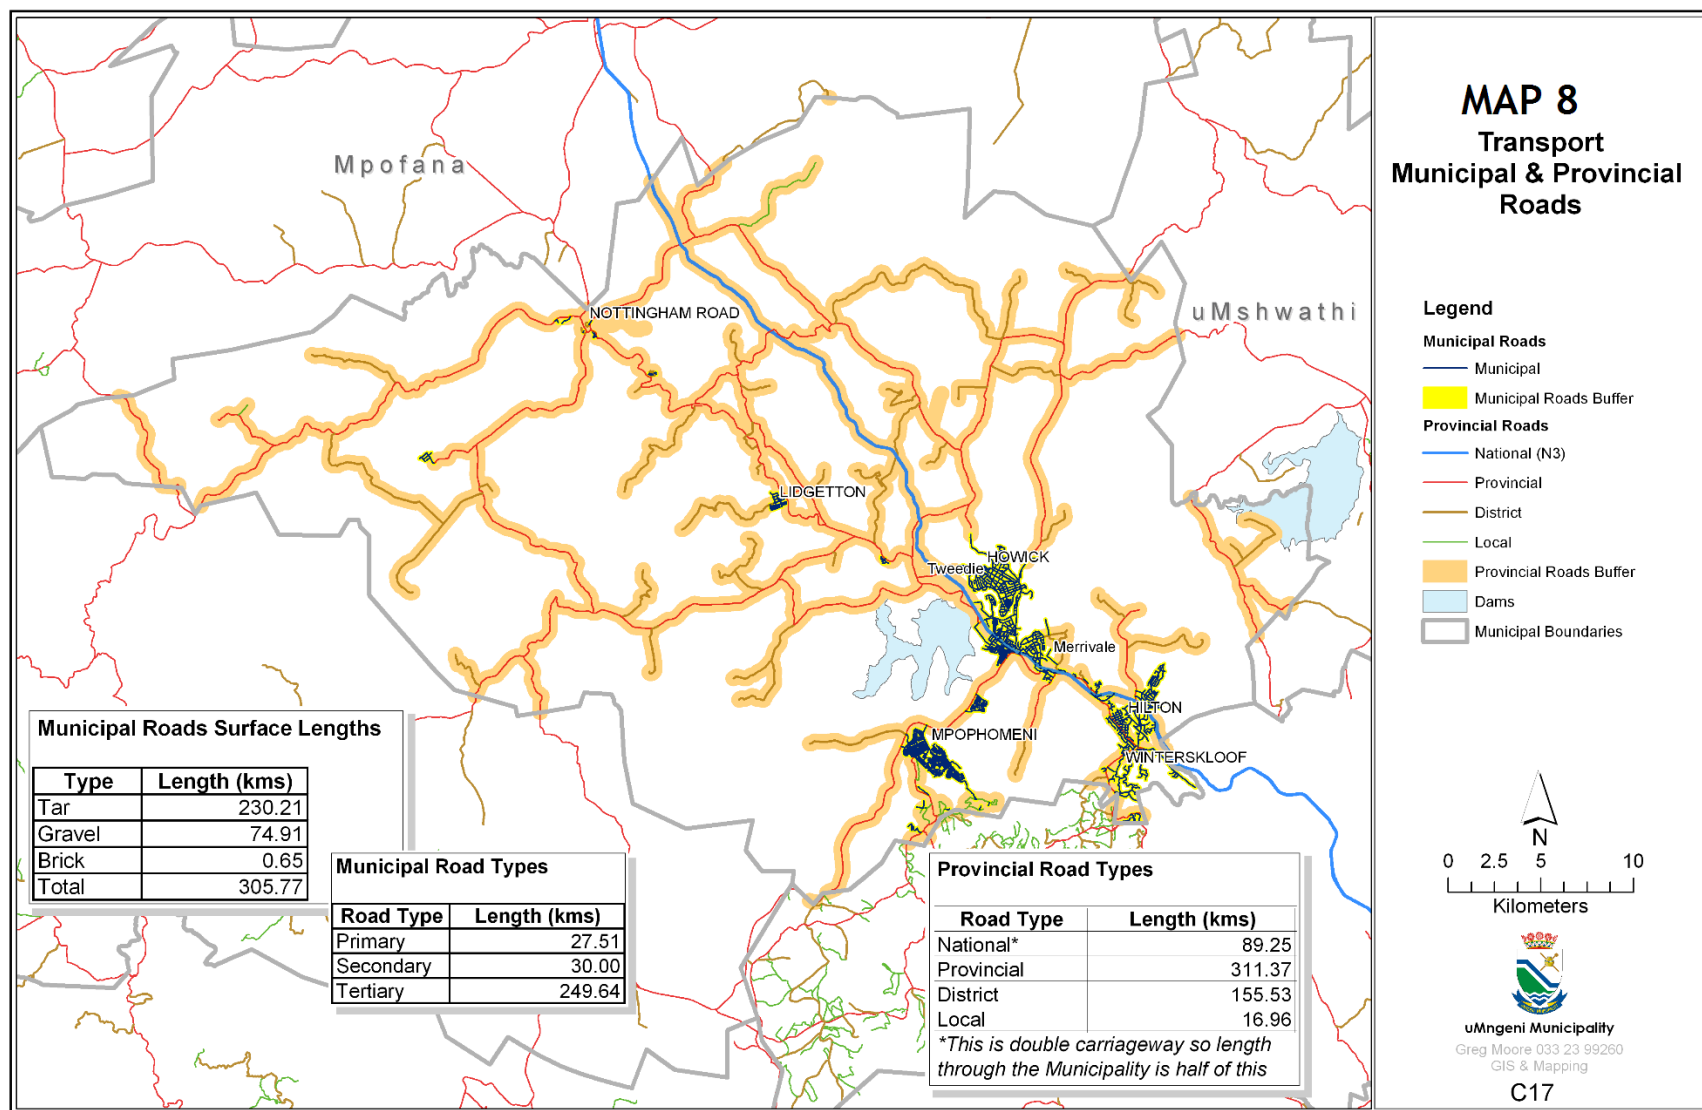 MAP 8
Transport
Municipal & Provincial
Roads
Mpofana
uMshwathi
NOTTINGHAM ROAD
LIDGETTON
HOWICK
Tweedie
Merrivale
HILTON
MPOPHOMENI
WINTERSKLOOF
Legend
Municipal Roads
Municipal
Municipal Roads Buffer
Provincial Roads
National (N3)
Provincial
District
Local
Provincial Roads Buffer
Dams
Municipal Boundaries
Municipal Roads Surface Lengths
Type Length (kms)
Tar 230.21
Gravel 74.91
Brick 0.65
Total 305.77
Municipal Road Types
Road Type Length (kms)
Primary 27.51
Secondary 30.00
Tertiary 249.64
Provincial Road Types
Road Type Length (kms)
National* 89.25
Provincial 311.37
District 155.53
Local 16.96
*This is double carriageway so length
through the Municipality is half of this
N
0 2.5 5 10
Kilometers
uMngeni Municipality
Greg Moore 033 23 99260
GIS & Mapping
C17